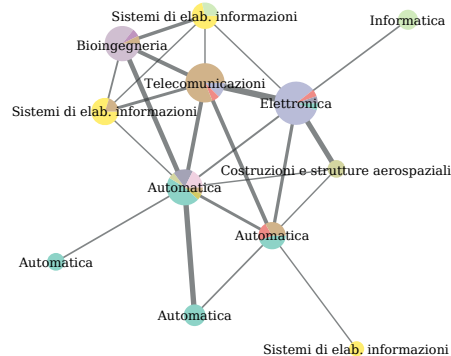 Sistemi di elab. informazioni
Informatica
Bioingegneria
Telecomunicazioni
Elettronica
Sistemi di elab. informazioni
Costruzioni e strutture aerospaziali
Automatica
Automatica
Automatica
Automatica
Sistemi di elab. informazioni